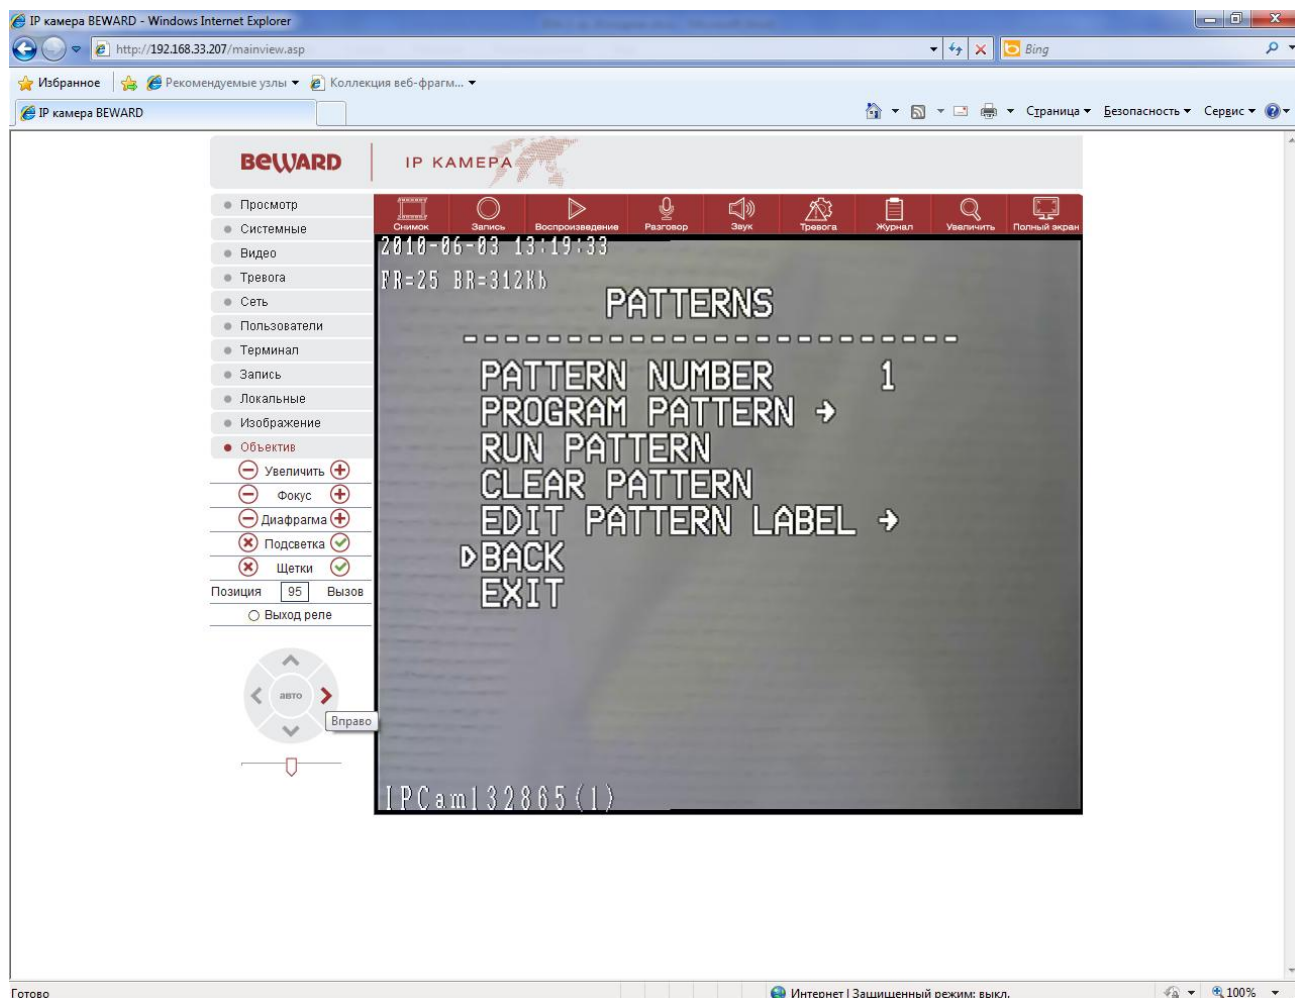 IP камера BEWARD - Windows Internet Explorer
http://192.168.33.207/mainview.asp
Bing
Избранное
Рекомендуемые узлы
Коллекция веб-фрагм...
IP камера BEWARD
Страница
Безопасность
Сервис
BEWARD
IP КАМЕРА
Просмотр
Системные
Видео
Тревога
Сеть
Пользователи
Терминал
Запись
Локальные
Изображение
Объектив
Увеличить
Фокус
Диафрагма
Подсветка
Щетки
Позиция 95 Вызов
Выход реле
авто
Вправо
Снимок Запись Воспроизведение Разговор Звук Тревога Журнал Увеличить Полный экран
2010-06-03 13:19:33
FR=25 BR=312Kb
PATTERNS
PATTERN NUMBER 1
PROGRAM PATTERN →
RUN PATTERN
CLEAR PATTERN
EDIT PATTERN LABEL →
BACK
EXIT
IPCam132865(1)
Готово
Интернет | Защищенный режим: выкл.
100%